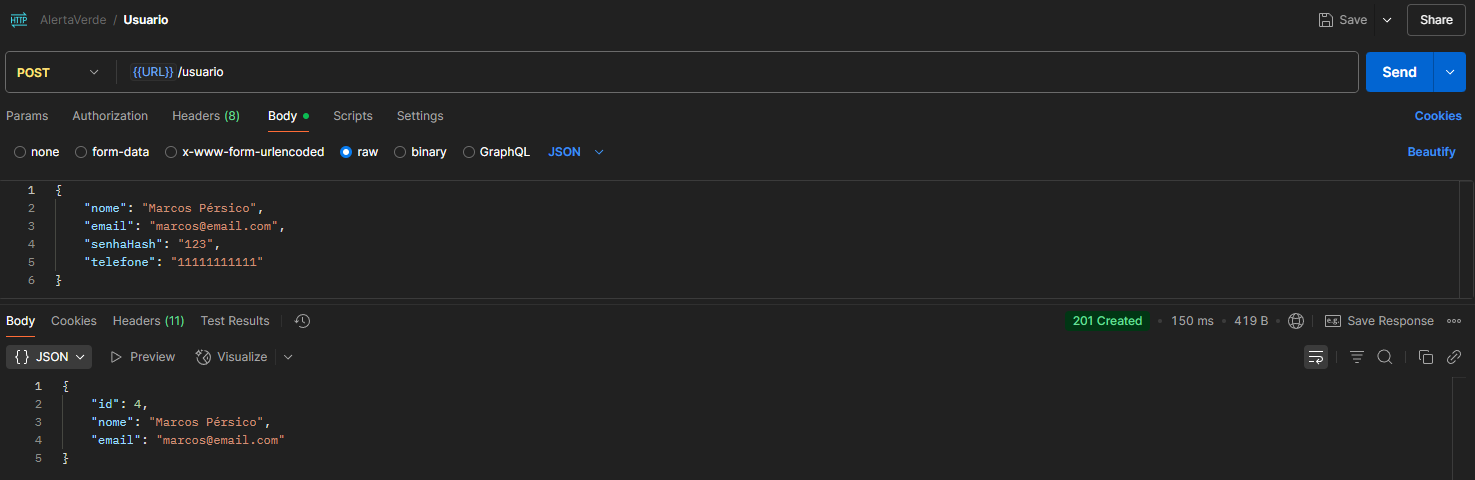 HTTP AlertaVerde / Usuario Save Share
POST {{URL}} /usuario Send
Params Authorization Headers (8) Body Scripts Settings Cookies
none form-data x-www-form-urlencoded raw binary GraphQL JSON Beautify
1 {
2 "nome": "Marcos Pérsico",
3 "email": "marcos@email.com",
4 "senhaHash": "123",
5 "telefone": "11111111111"
6 }
Body Cookies Headers (11) Test Results 201 Created • 150 ms • 419 B e.g. Save Response
{} JSON Preview Visualize
1 {
2 "id": 4,
3 "nome": "Marcos Pérsico",
4 "email": "marcos@email.com"
5 }